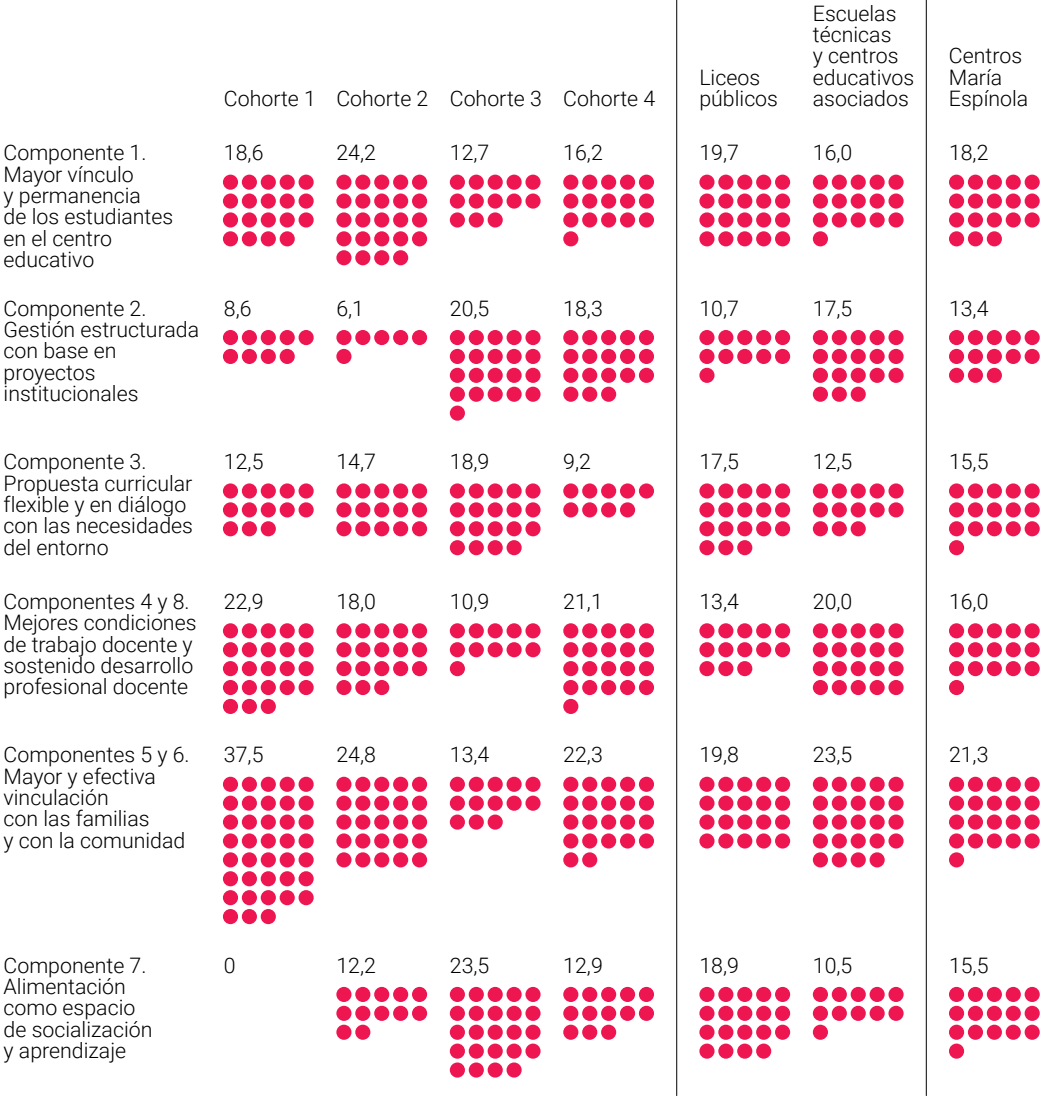 Cohorte 1
Cohorte 2
Cohorte 3
Cohorte 4
Liceos
públicos
Escuelas
técnicas
y centros
educativos
asociados
Centros
María
Espínola
Componente 1.
Mayor vínculo
y permanencia
de los estudiantes
en el centro
educativo
18,6
24,2
12,7
16,2
19,7
16,0
18,2
Componente 2.
Gestión estructurada
con base en
proyectos
institucionales
8,6
6,1
20,5
18,3
10,7
17,5
13,4
Componente 3.
Propuesta curricular
flexible y en diálogo
con las necesidades
del entorno
12,5
14,7
18,9
9,2
17,5
12,5
15,5
Componentes 4 y 8.
Mejores condiciones
de trabajo docente y
sostenido desarrollo
profesional docente
22,9
18,0
10,9
21,1
13,4
20,0
16,0
Componentes 5 y 6.
Mayor y efectiva
vinculación
con las familias
y con la comunidad
37,5
24,8
13,4
22,3
19,8
23,5
21,3
Componente 7.
Alimentación
como espacio
de socialización
y aprendizaje
0
12,2
23,5
12,9
18,9
10,5
15,5